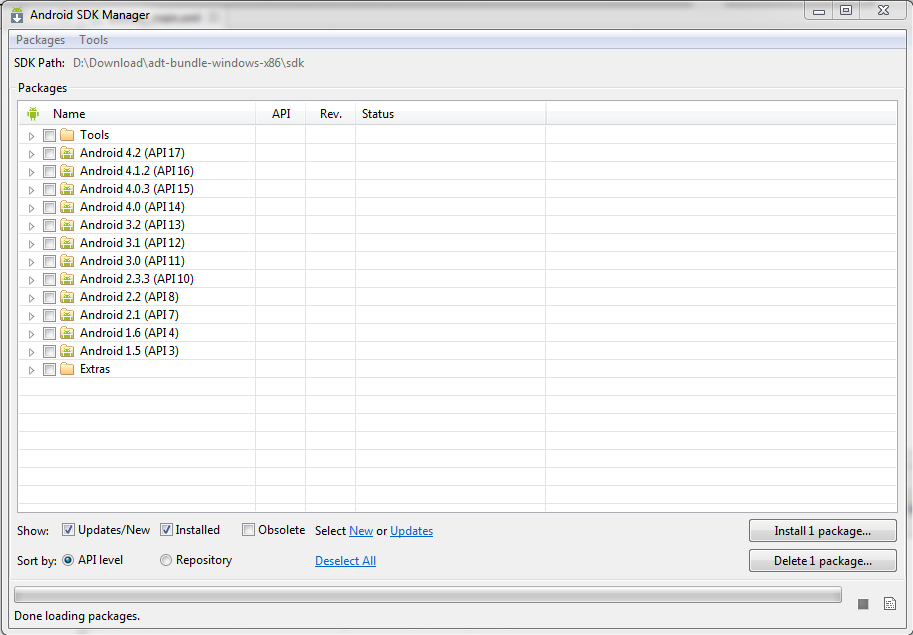 Android SDK Manager
Packages Tools
SDK Path: D:\Download\adt-bundle-windows-x86\sdk
Packages
Name API Rev. Status
Tools
Android 4.2 (API 17)
Android 4.1.2 (API 16)
Android 4.0.3 (API 15)
Android 4.0 (API 14)
Android 3.2 (API 13)
Android 3.1 (API 12)
Android 3.0 (API 11)
Android 2.3.3 (API 10)
Android 2.2 (API 8)
Android 2.1 (API 7)
Android 1.6 (API 4)
Android 1.5 (API 3)
Extras
Show: Updates/New Installed Obsolete Select New or Updates Install 1 package...
Sort by: API level Repository Deselect All Delete 1 package...
Done loading packages.